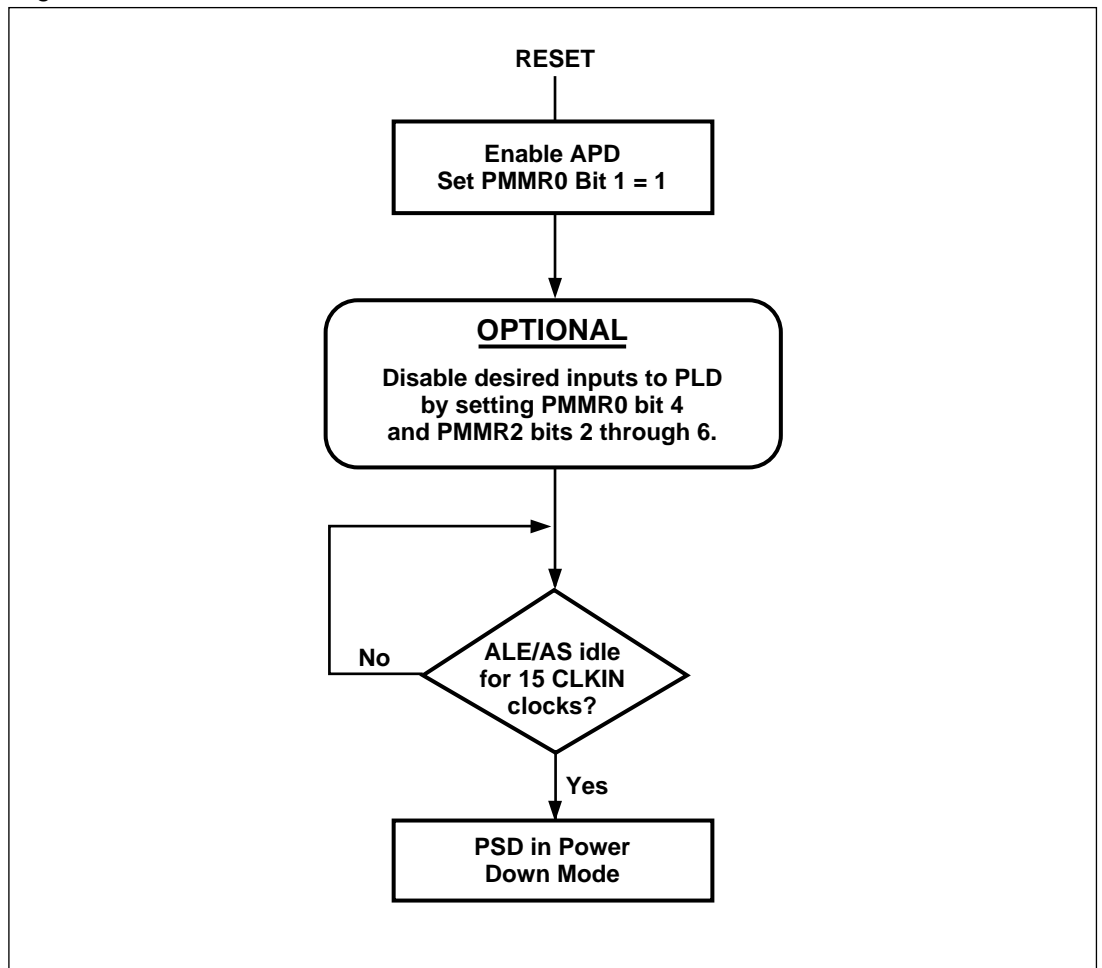 RESET
Enable APD
Set PMMR0 Bit 1 = 1
OPTIONAL
Disable desired inputs to PLD
by setting PMMR0 bit 4
and PMMR2 bits 2 through 6.
No
ALE/AS idle
for 15 CLKIN
clocks?
Yes
PSD in Power
Down Mode